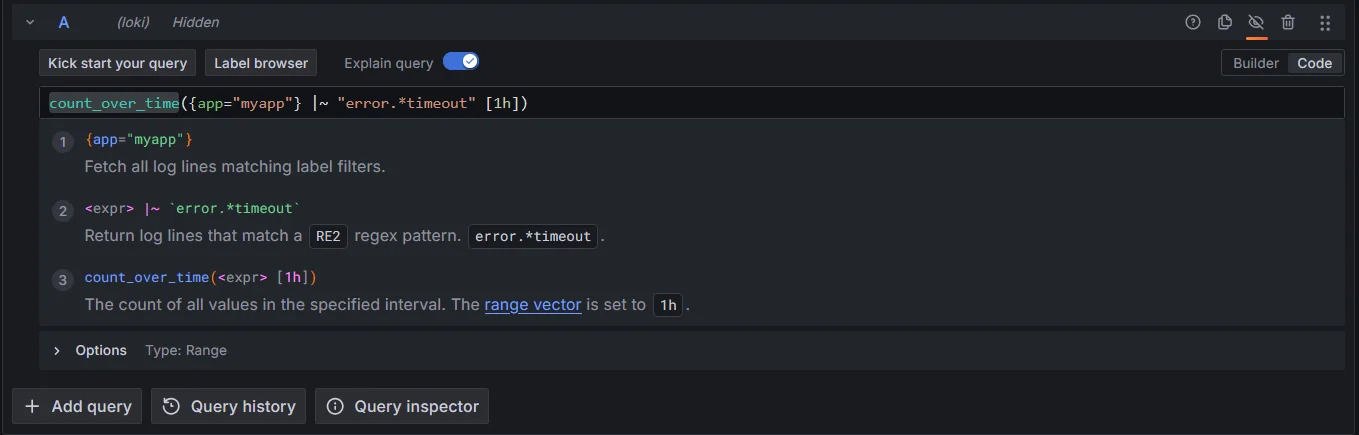 A (loki) Hidden
Kick start your query Label browser Explain query Builder Code
count_over_time({app="myapp"} |~ "error.*timeout" [1h])
1 {app="myapp"}
Fetch all log lines matching label filters.
2 <expr> |~ `error.*timeout`
Return log lines that match a RE2 regex pattern. error.*timeout .
3 count_over_time(<expr> [1h])
The count of all values in the specified interval. The range vector is set to 1h .
Options Type: Range
Add query Query history Query inspector